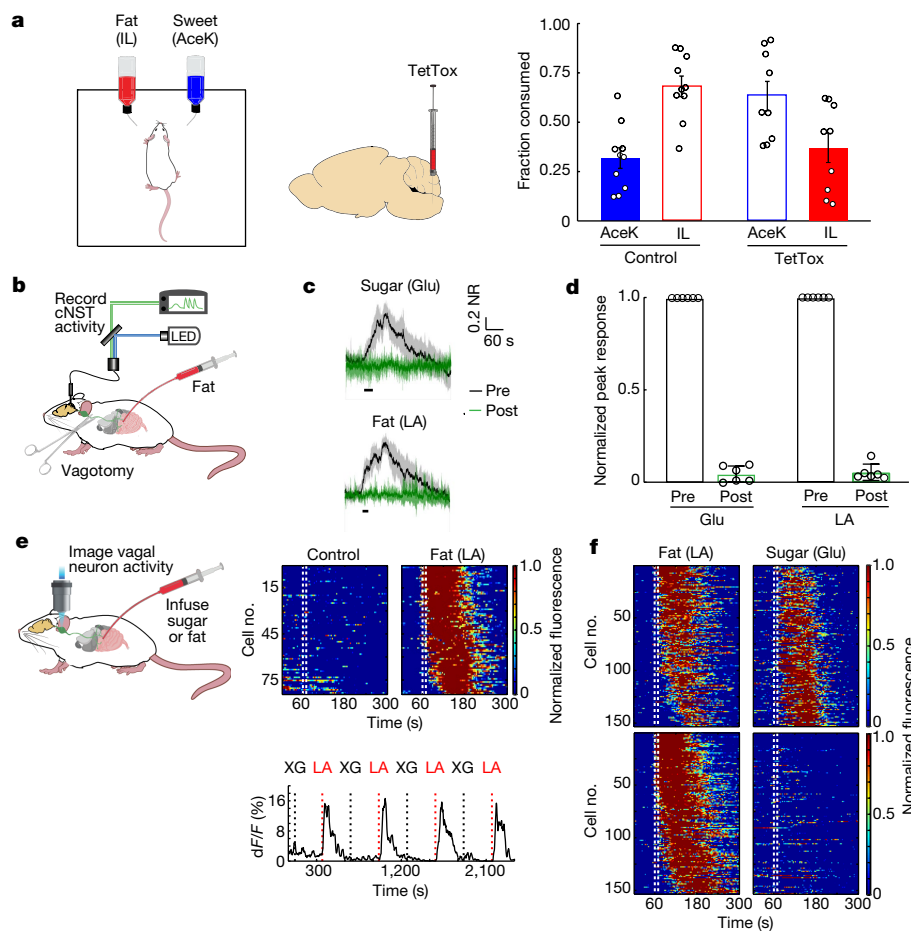 a
Fat
(IL)
Sweet
(AceK)
TetTox
Fraction consumed
1.00
0.75
0.50
0.25
0
AceK
IL
AceK
IL
Control
TetTox
b
Record
cNST
activity
LED
Fat
Vagotomy
c
Sugar (Glu)
0.2 NR
60 s
Pre
Post
Fat (LA)
d
Normalized peak response
1.0
0.5
0
Pre
Post
Pre
Post
Glu
LA
e
Image vagal
neuron activity
Infuse
sugar
or fat
Control
Fat (LA)
Cell no.
15
45
75
60
180
300
60
180
300
Time (s)
1.0
0.5
0
Normalized fluorescence
XG LA XG LA XG LA XG LA
dF/F (%)
16
8
0
300
1,200
2,100
Time (s)
f
Fat (LA)
Sugar (Glu)
Cell no.
50
100
150
1.0
0.5
0
Normalized fluorescence
Cell no.
50
100
150
60
180
300
60
180
300
Time (s)
1.0
0.5
0
Normalized fluorescence